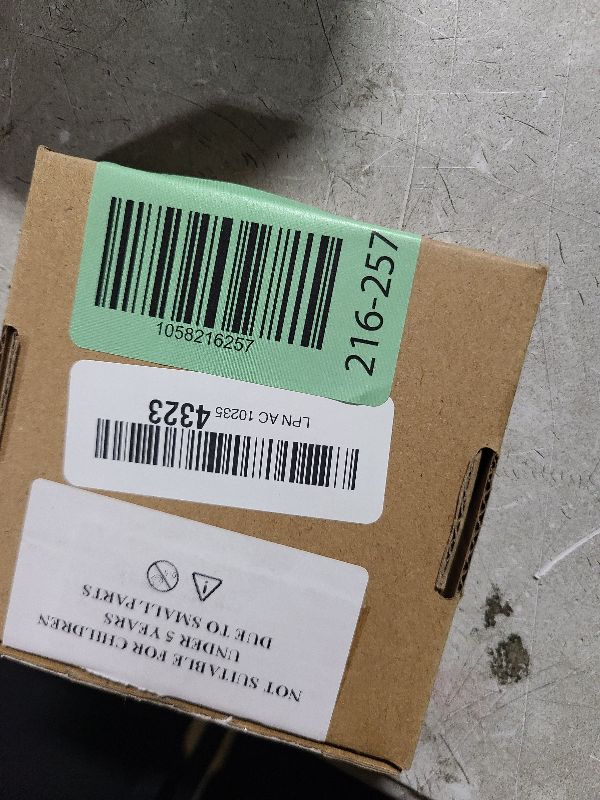 1058216257
216-257
LPN AC 10235 4323
NOT SUITABLE FOR CHILDREN
UNDER 5 YEARS
DUE TO SMALL PARTS